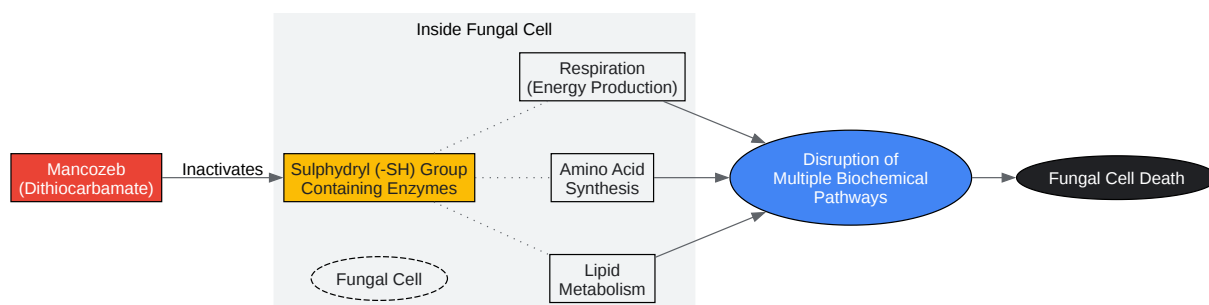 Inside Fungal Cell
Mancozeb
(Dithiocarbamate)
Inactivates
Sulphydryl (-SH) Group
Containing Enzymes
Respiration
(Energy Production)
Amino Acid
Synthesis
Lipid
Metabolism
Fungal Cell
Disruption of
Multiple Biochemical
Pathways
Fungal Cell Death